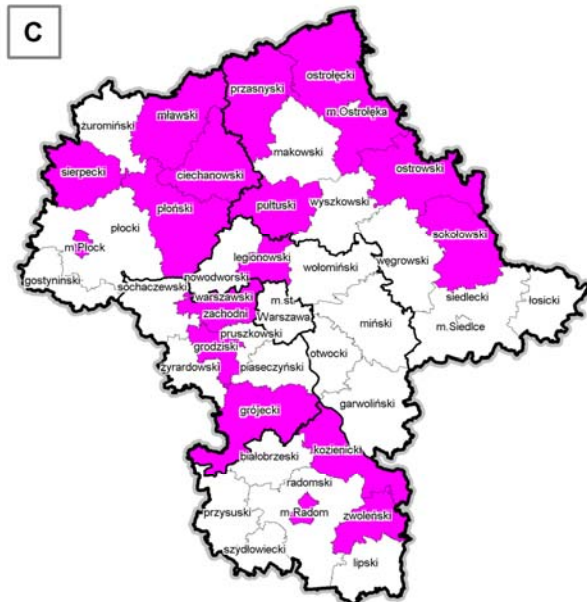 C
ostrołęcki
przasnyski
mławski
m.Ostrołęka
żuromiński
makowski
sierpecki
ciechanowski
ostrowski
płoński
pułtuski
wyszkowski
płocki
sokołowski
m.Płock
legionowski
wołomiński
węgrowski
gostyniński
nowodworski
sochaczewski
siedlecki
łosicki
warszawski
zachodni
m.st.
Warszawa
miński
m.Siedlce
pruszkowski
grodziski
otwocki
żyrardowski
piaseczyński
garwoliński
grójecki
kozienicki
białobrzeski
radomski
przysuski
m.Radom
zwoleński
szydłowiecki
lipski